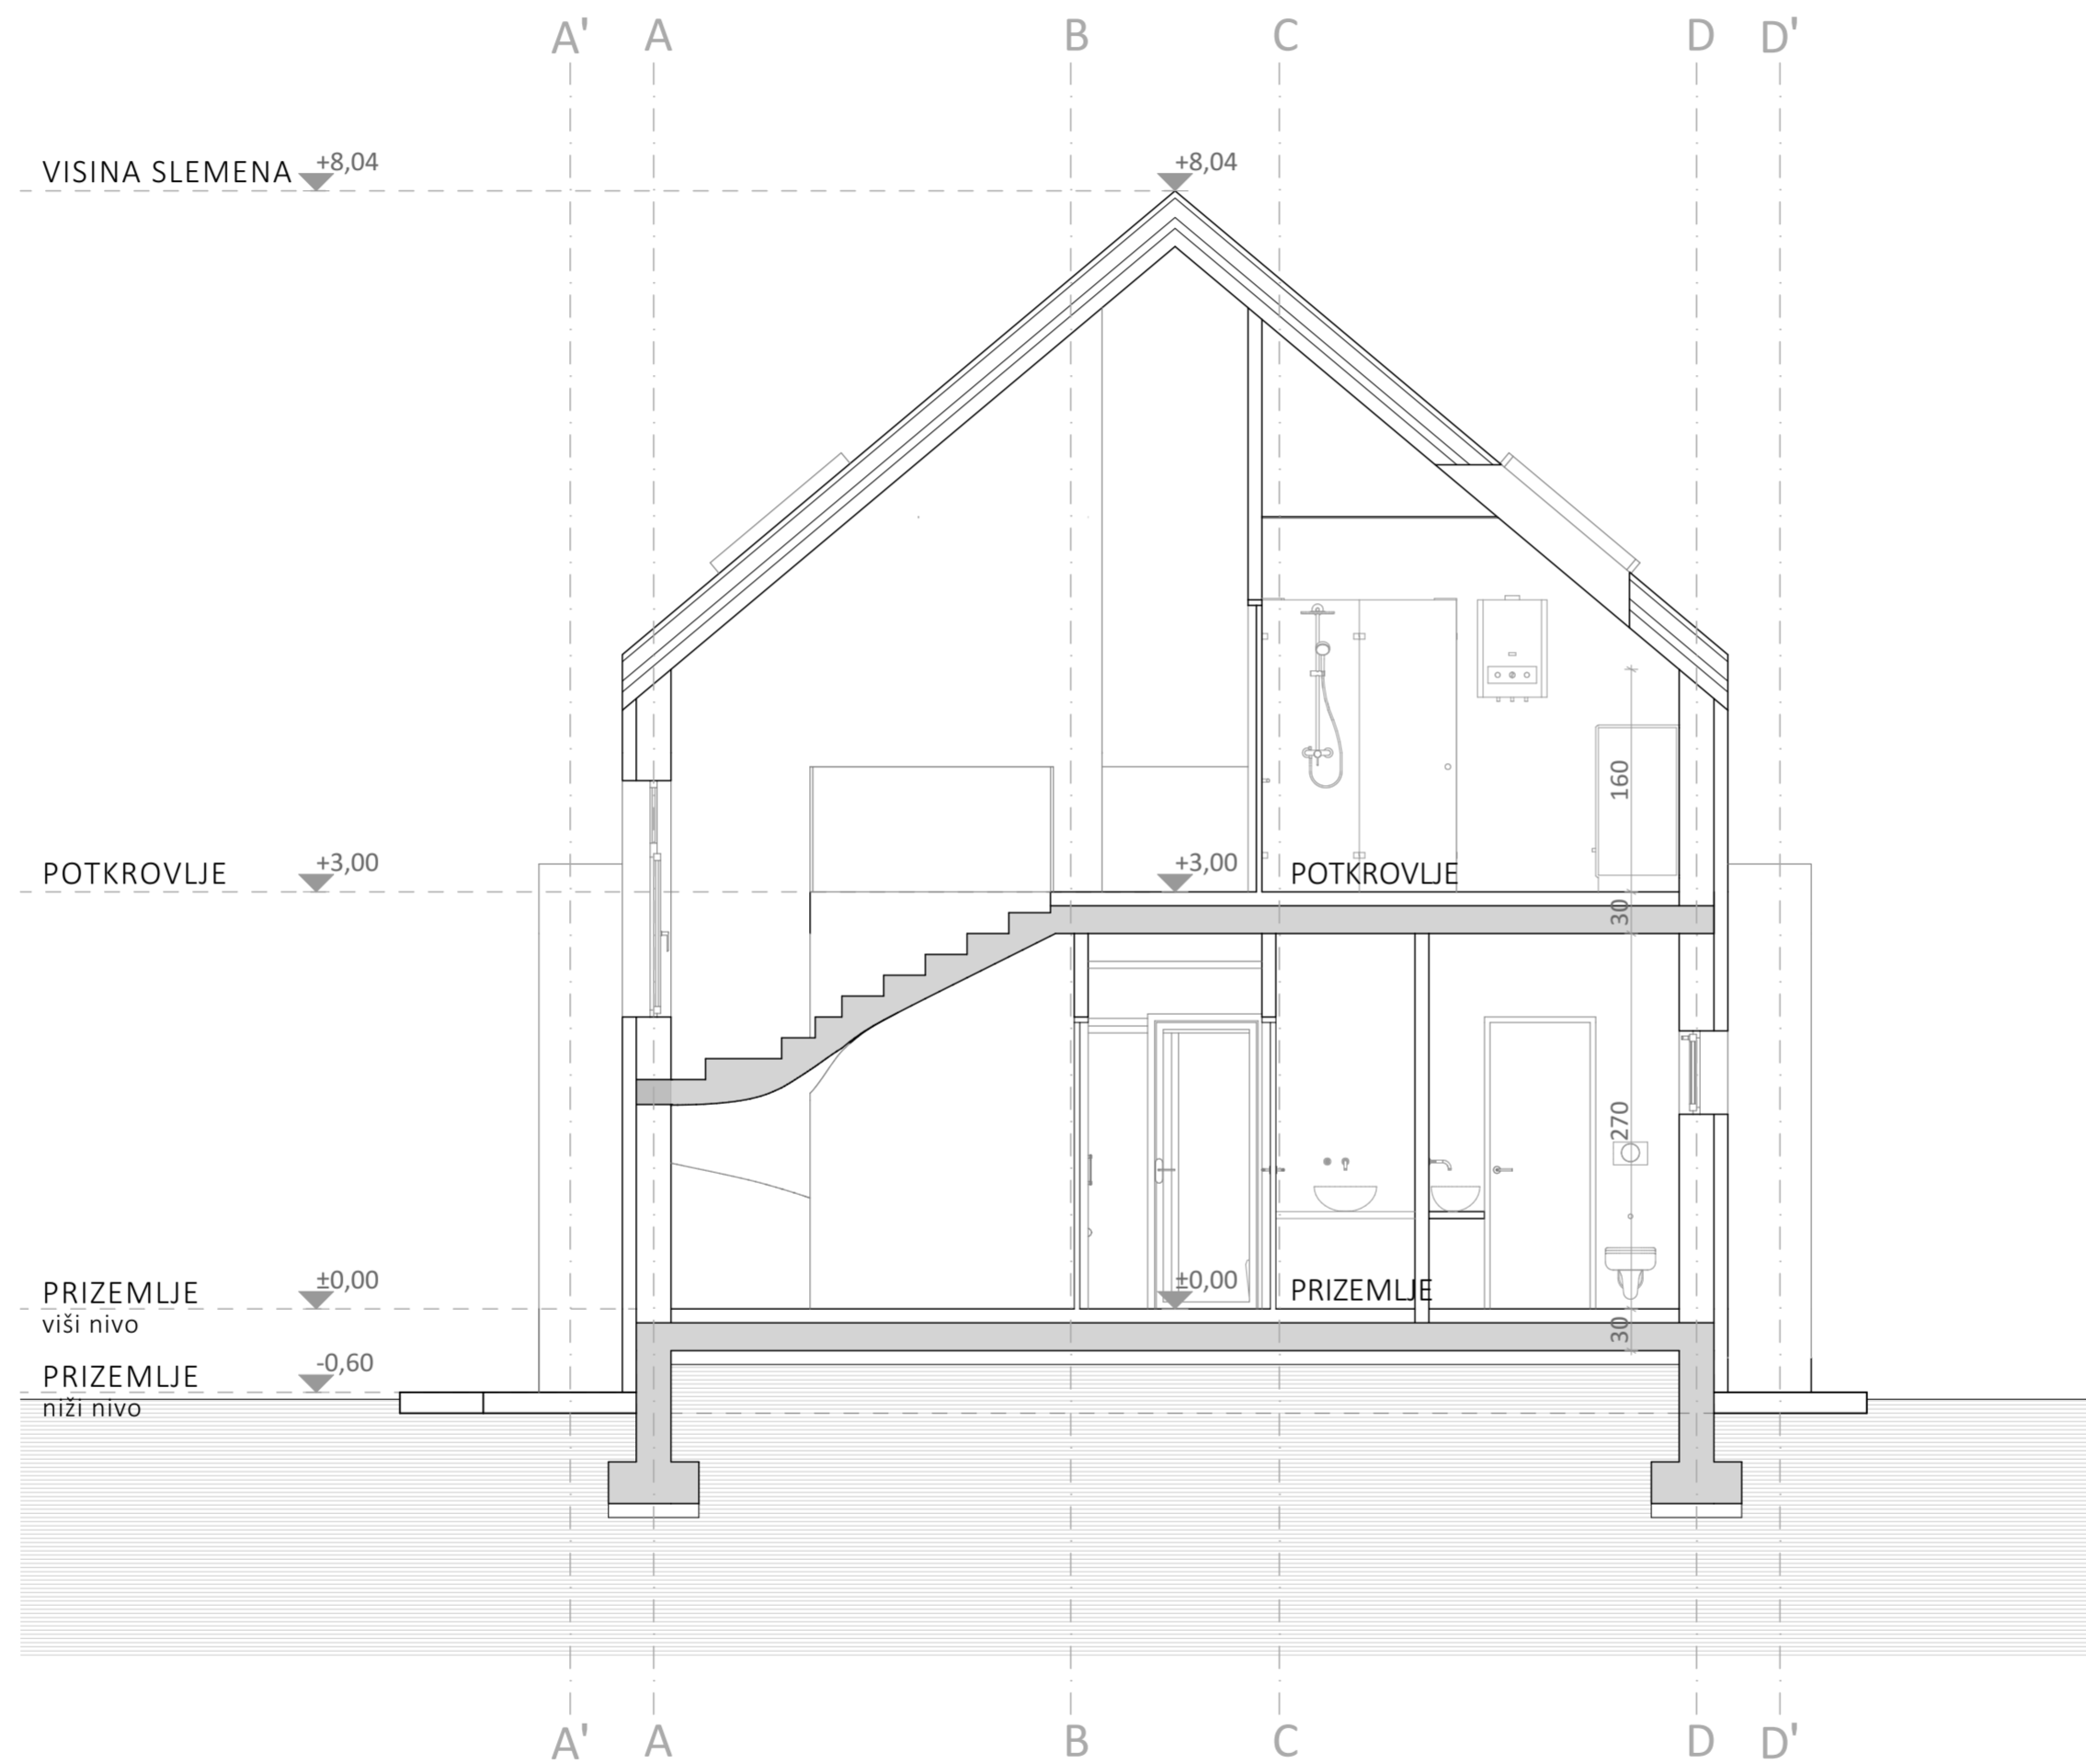 A' A B C D D'
VISINA SLEMENA +8,04 +8,04
160
POTKROVLJE +3,00 +3,00 POTKROVLJE
30
270
PRIZEMLJE ±0,00 ±0,00 PRIZEMLJE
viši nivo
30
PRIZEMLJE -0,60
niži nivo
A' A B C D D'